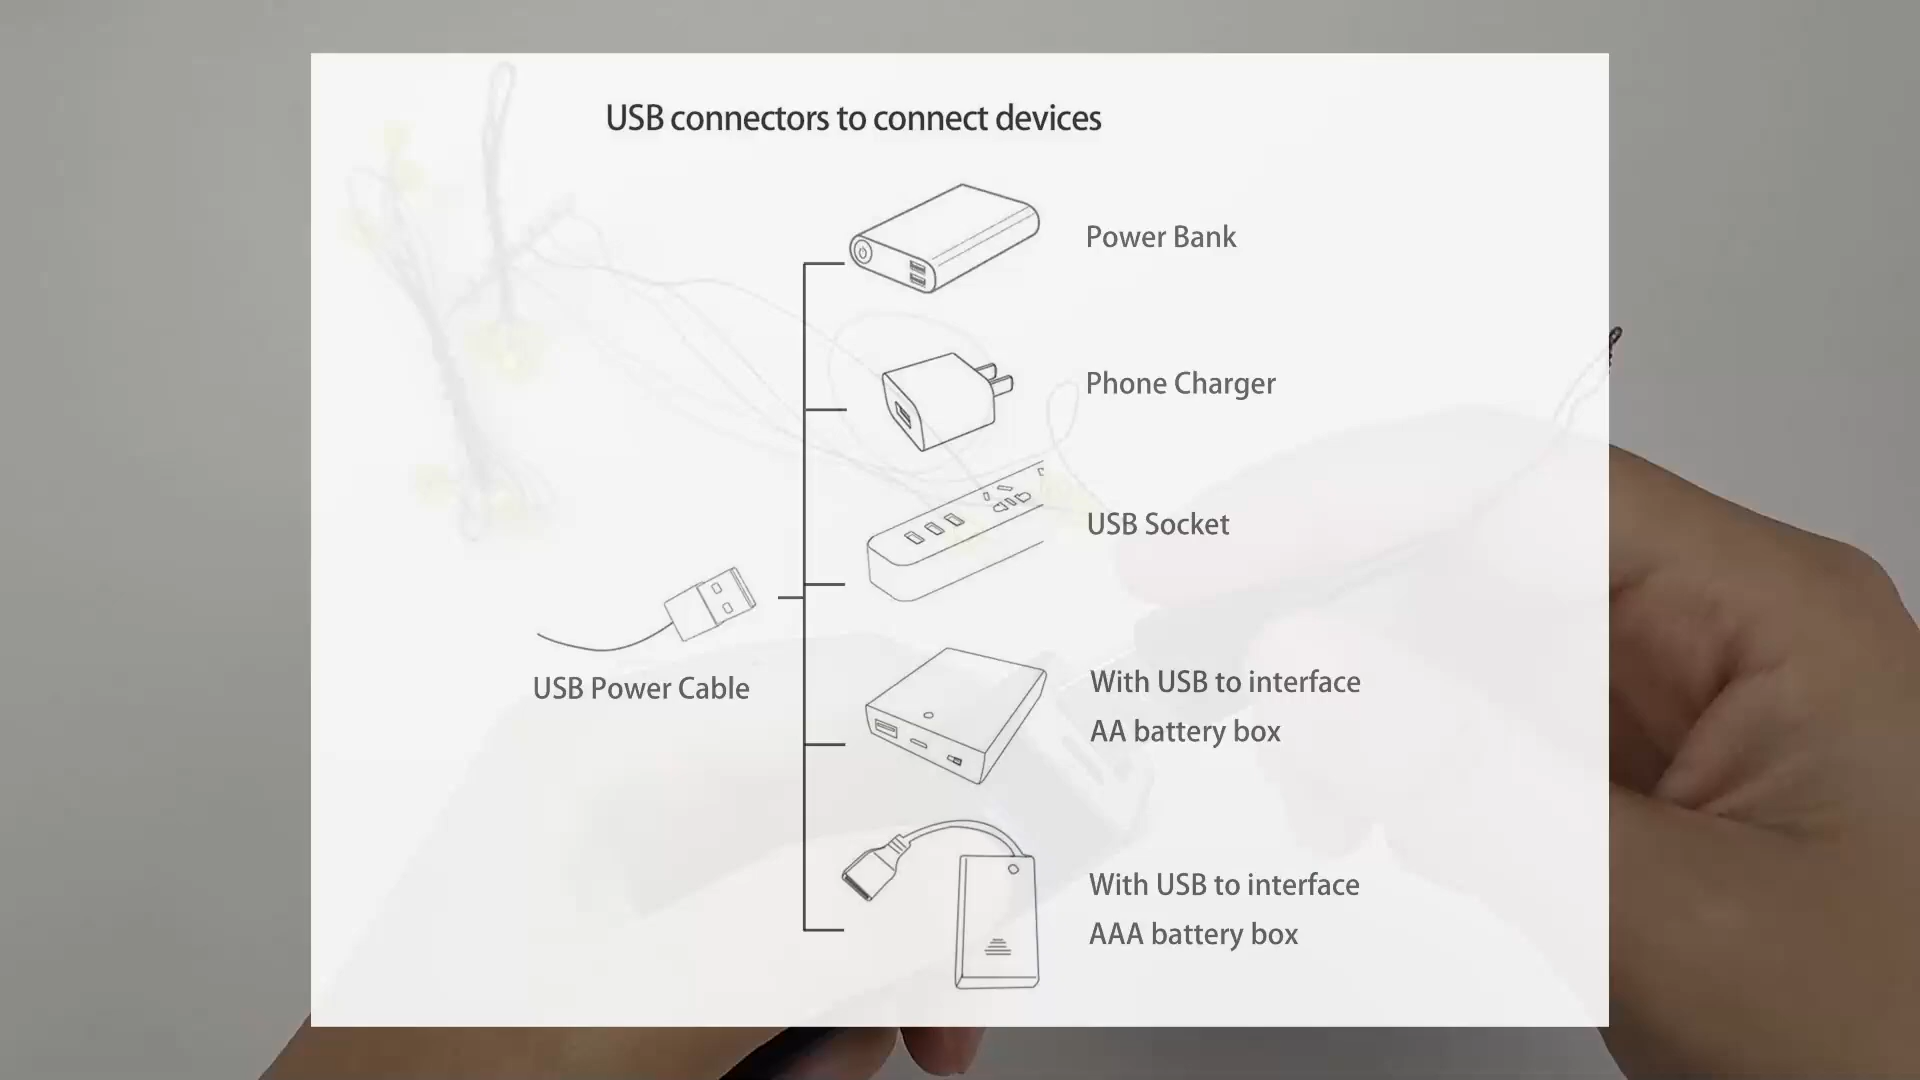 USB connectors to connect devices
Power Bank
Phone Charger
USB Socket
USB Power Cable
With USB to interface
AA battery box
With USB to interface
AAA battery box